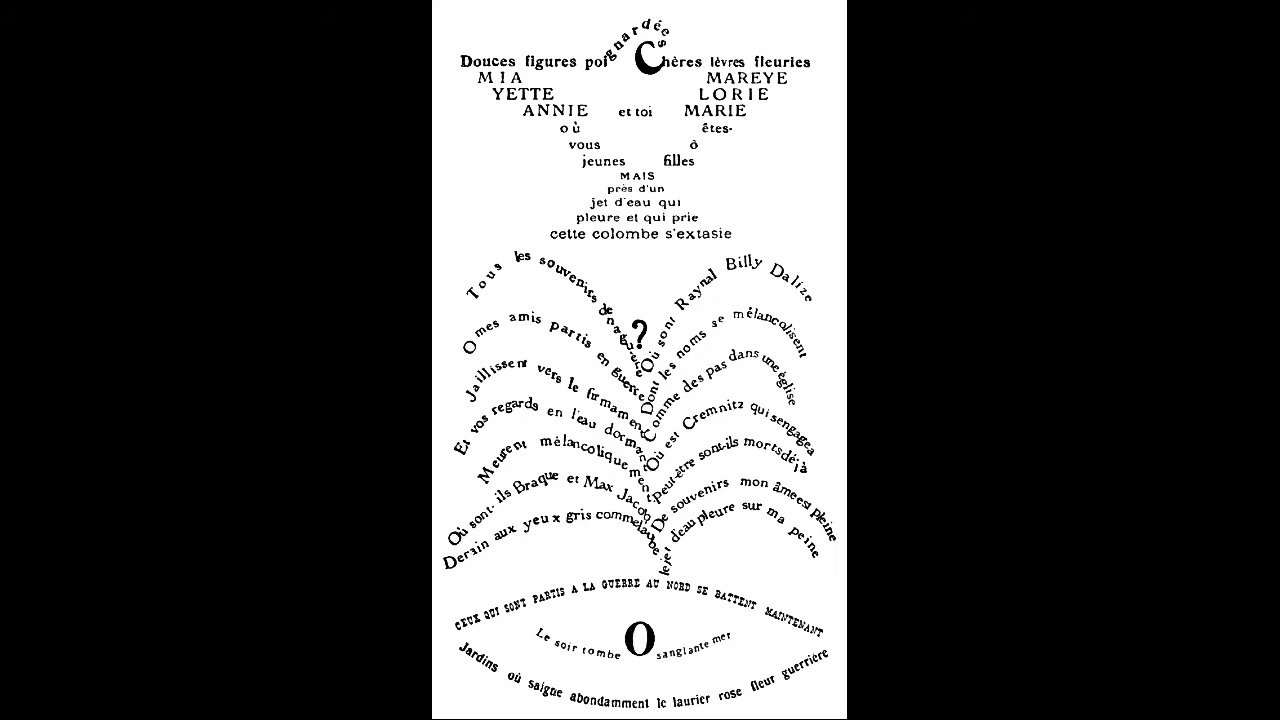 Douces figures poignardées Chères lèvres fleuries
MIA MAREYE
YETTE LORIE
ANNIE et toi MARIE
où êtes-
vous ô
jeunes filles
MAIS
près d'un
jet d'eau qui
pleure et qui prie
cette colombe s'extasie
Tous les souvenirs de naguère
O mes amis partis en guerre
Jaillissent vers le firmament
Et vos regards en l'eau dormant
Meurent mélancoliquement
Où sont-ils Braque et Max Jacob
Derain aux yeux gris comme l'aube
?
Où sont Raynal Billy Dalize
Dont les noms se mélancolisent
Comme des pas dans une église
Où est Cremnitz qui s'engagea
Peut-être sont-ils morts déjà
De souvenirs mon âme est pleine
le jet d'eau pleure sur ma peine
CEUX QUI SONT PARTIS A LA GUERRE AU NORD SE BATTENT MAINTENANT
Le soir tombe O sanglante mer
Jardins où saigne abondamment le laurier rose fleur guerrière